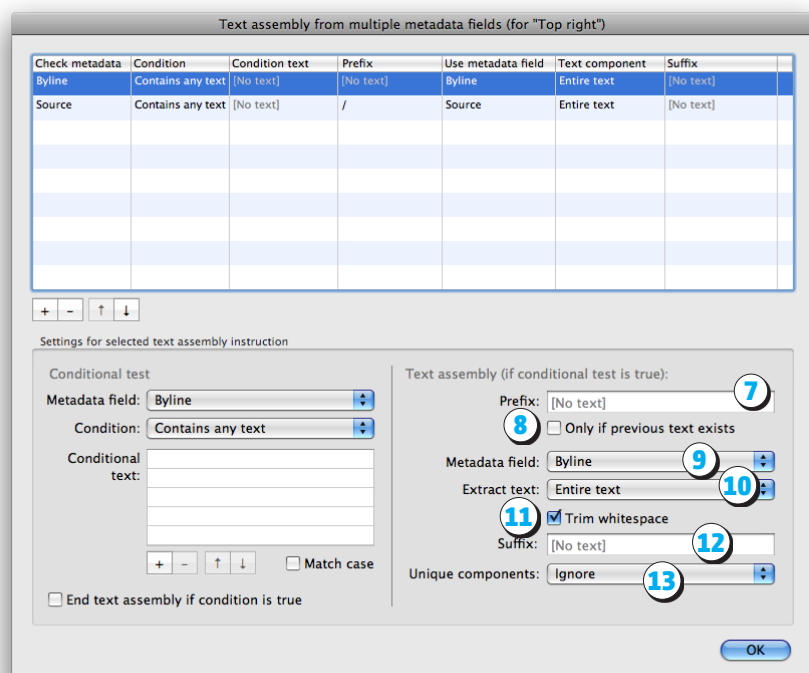 Text assembly from multiple metadata fields (for "Top right")
Check metadata Condition Condition text Prefix Use metadata field Text component Suffix
Byline Contains any text [No text] [No text] Byline Entire text [No text]
Source Contains any text [No text] / Source Entire text [No text]
+ - ↑ ↓
Settings for selected text assembly instruction
Conditional test
Metadata field: Byline
Condition: Contains any text
Conditional
text:
+ - ↑ ↓ Match case
End text assembly if condition is true
Text assembly (if conditional test is true):
Prefix: [No text] 7
8 Only if previous text exists
Metadata field: Byline 9
Extract text: Entire text 10
11 Trim whitespace
Suffix: [No text] 12
Unique components: Ignore 13
OK